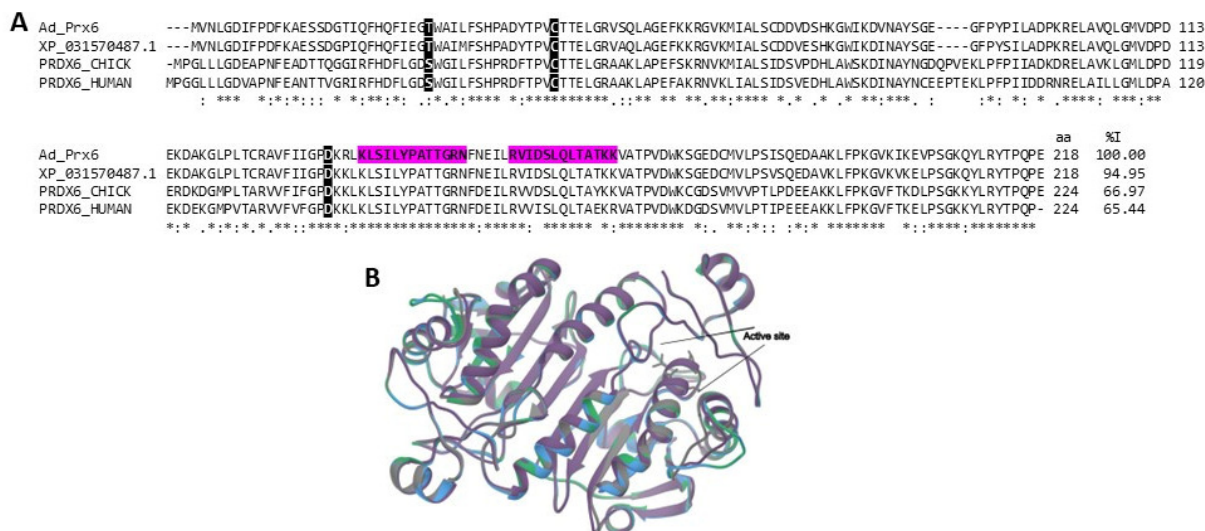 A
Ad_Prx6 ---MVNLGDIFPDFKAESSDGTIQFHQFIEGTWAILFSHPADYTPVCTTELGRVSQLAGEFKKRGVKMIALSCDDVDSHKGWIKDVNAYSGE----GFPYPILADPKRELAVQLGMVDPD 113
XP_031570487.1 ---MVNLGDIFPDFKAESSDGPIQFHQFIEGTWAIMFSHPADYTPVCTTELGRVAQLAGEFKKRGVKMIALSCDDVESHKGWIKDINAYSGE----GFPYSILADPKRELAVQLGMVDPD 113
PRDX6_CHICK -MPGLLLGDEAPNFEADTTQGGIRFHDFLGDSWGILFSHPRDFTPVCTTELGRAAKLAPEFSKRNVKMIALSIDSVPDHLAWSKDINAYNGDQPVEKLPFPIIADKDRELAVKLGMLDPD 119
PRDX6_HUMAN MPGGLLLGDVAPNFEANTTVGRIRFHDFLGDSWGILFSHPRDFTPVCTTELGRAAKLAPEFAKRNVKLIALSIDSVEDHLAWSKDINAYNCEEPTEKLPFPIIDDRNRELAILLGMLDPA 120
: *** *:*:*:::: * *:**:*: .:*.*:**** *:**********.:: ** ** **.**:**** *.* .* .* **:***. : :*: *: * .****: ***:**
aa %I
Ad_Prx6 EKDAKGLPLTCRAVFIIGPDKRLKLSILYPATTGRNFNEILRVIDSLQLTATKKVATPVDWKSGEDCMVLPSISQEDAAKLFPKGVKIKEVPSGKQYLRYTPQPE 218 100.00
XP_031570487.1 EKDAKGLPLTCRAVFIIGPDKKLKLSILYPATTGRNFNEILRVIDSLQLTATKKVATPVDWKSGEDCMVLPSVSQEDAVKLFPKGVKVKELPSGKQYLRYTPQPE 218 94.95
PRDX6_CHICK ERDKDGMPLTARVVFIFGPDKKLKLSILYPATTGRNFDEILRVVDSLQLTAYKKVATPVDWKCGDSVMVVPTLPDEEAKKLFPKGVFTKDLPSGKKYLRYTPQPE 224 66.97
PRDX6_HUMAN EKDEKGMPVTARVVFVFGPDKKLKLSILYPATTGRNFDEILRVVISLQLTAEKRVATPVDWKDGDSVMVLPTIPEEEAKKLFPKGVFTKELPSGKKYLRYTPQP- 224 65.44
*:* .*:*:*.*.**::****:***************:*****: ****** *:******** *:. **:*:: :*:* ******* *::****:*********
B
Active site